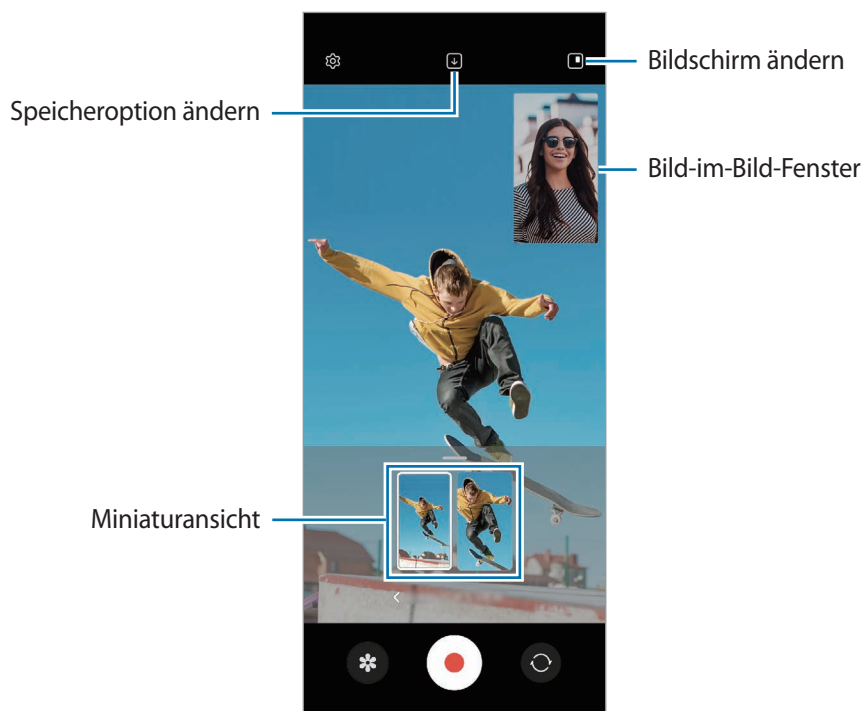 Bildschirm ändern
Speicheroption ändern
Bild-im-Bild-Fenster
Miniaturansicht